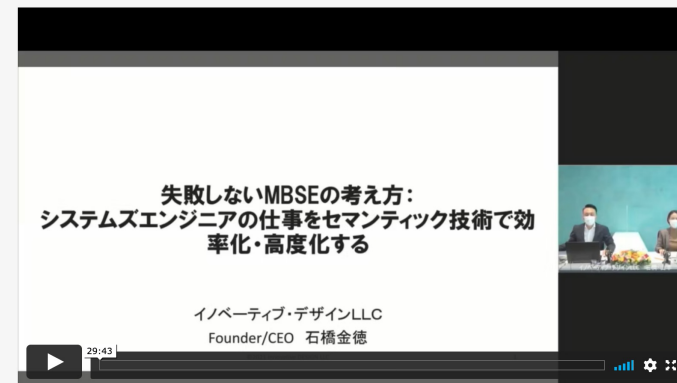 失敗しないMBSEの考え方：
システムズエンジニアの仕事をセマンティック技術で効
率化・高度化する
イノベーティブ・デザインLLC
Founder/CEO 石橋金徳
29:43